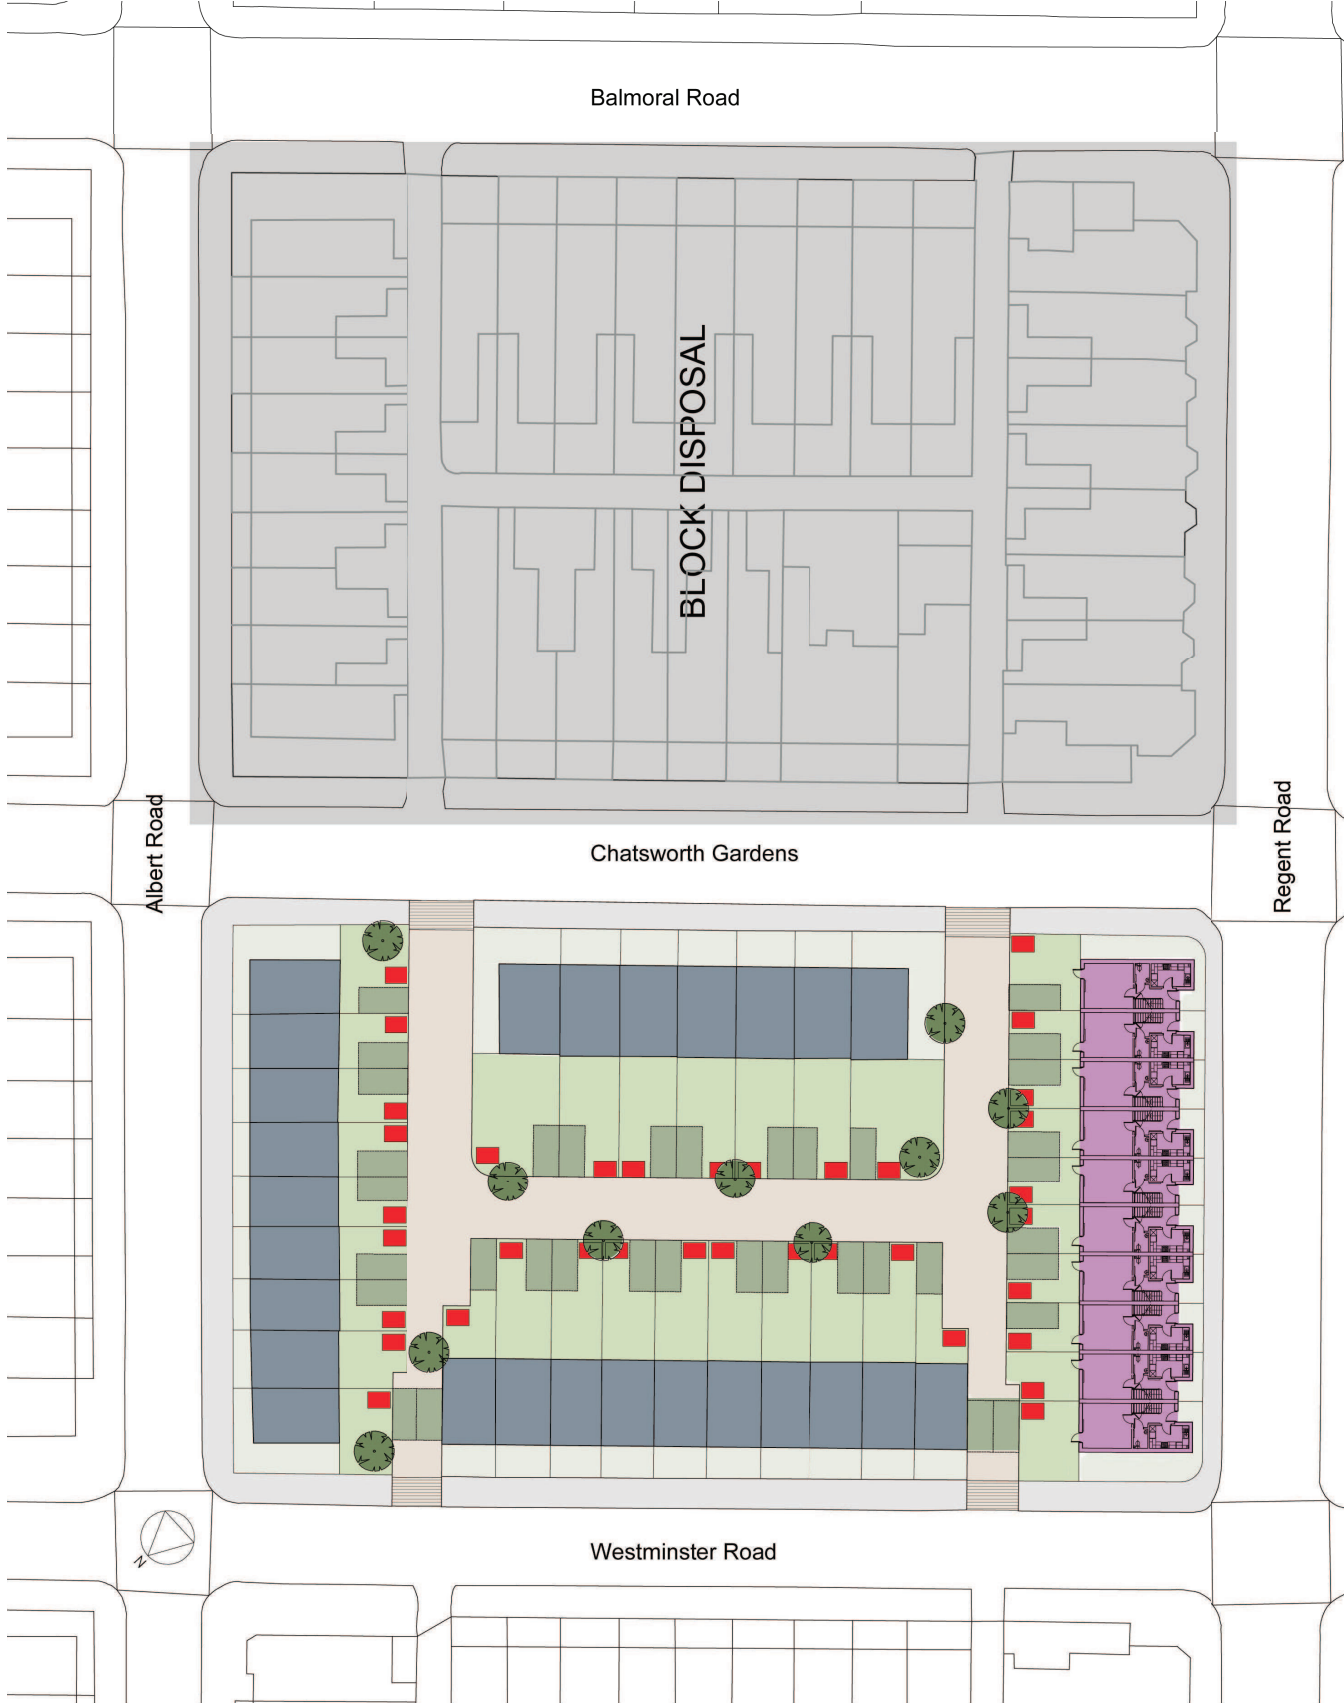 Balmoral Road
BLOCK DISPOSAL
Albert Road
Chatsworth Gardens
Regent Road
N
Westminster Road